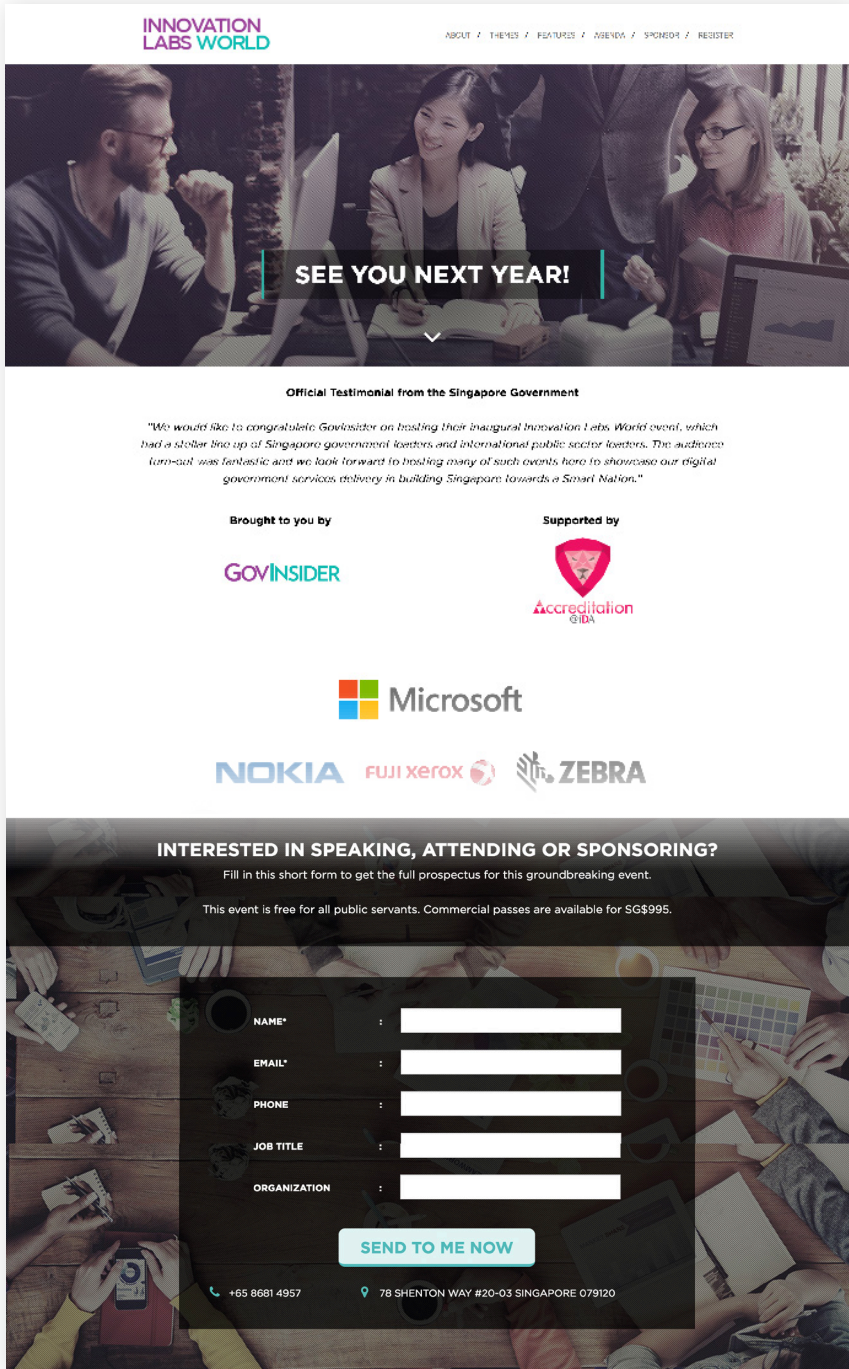 INNOVATION
LABS WORLD
ABOUT / THEMES / FEATURES / AGENDA / SPONSOR / REGISTER
SEE YOU NEXT YEAR!
Official Testimonial from the Singapore Government
"We would like to congratulate GovInsider on hosting their inaugural Innovation Labs World event, which
had a stellar line up of Singapore government leaders and international public sector leaders. The audience
turn-out was fantastic and we look forward to hosting many of such events here to showcase our digital
government services delivery in building Singapore towards a Smart Nation."
Brought to you by
Supported by
GOVINSIDER
Accreditation
@iDA
Microsoft
NOKIA FUJI xerox ZEBRA
INTERESTED IN SPEAKING, ATTENDING OR SPONSORING?
Fill in this short form to get the full prospectus for this groundbreaking event.
This event is free for all public servants. Commercial passes are available for SG$995.
NAME* :
EMAIL* :
PHONE :
JOB TITLE :
ORGANIZATION :
SEND TO ME NOW
+65 8681 4957 78 SHENTON WAY #20-03 SINGAPORE 079120